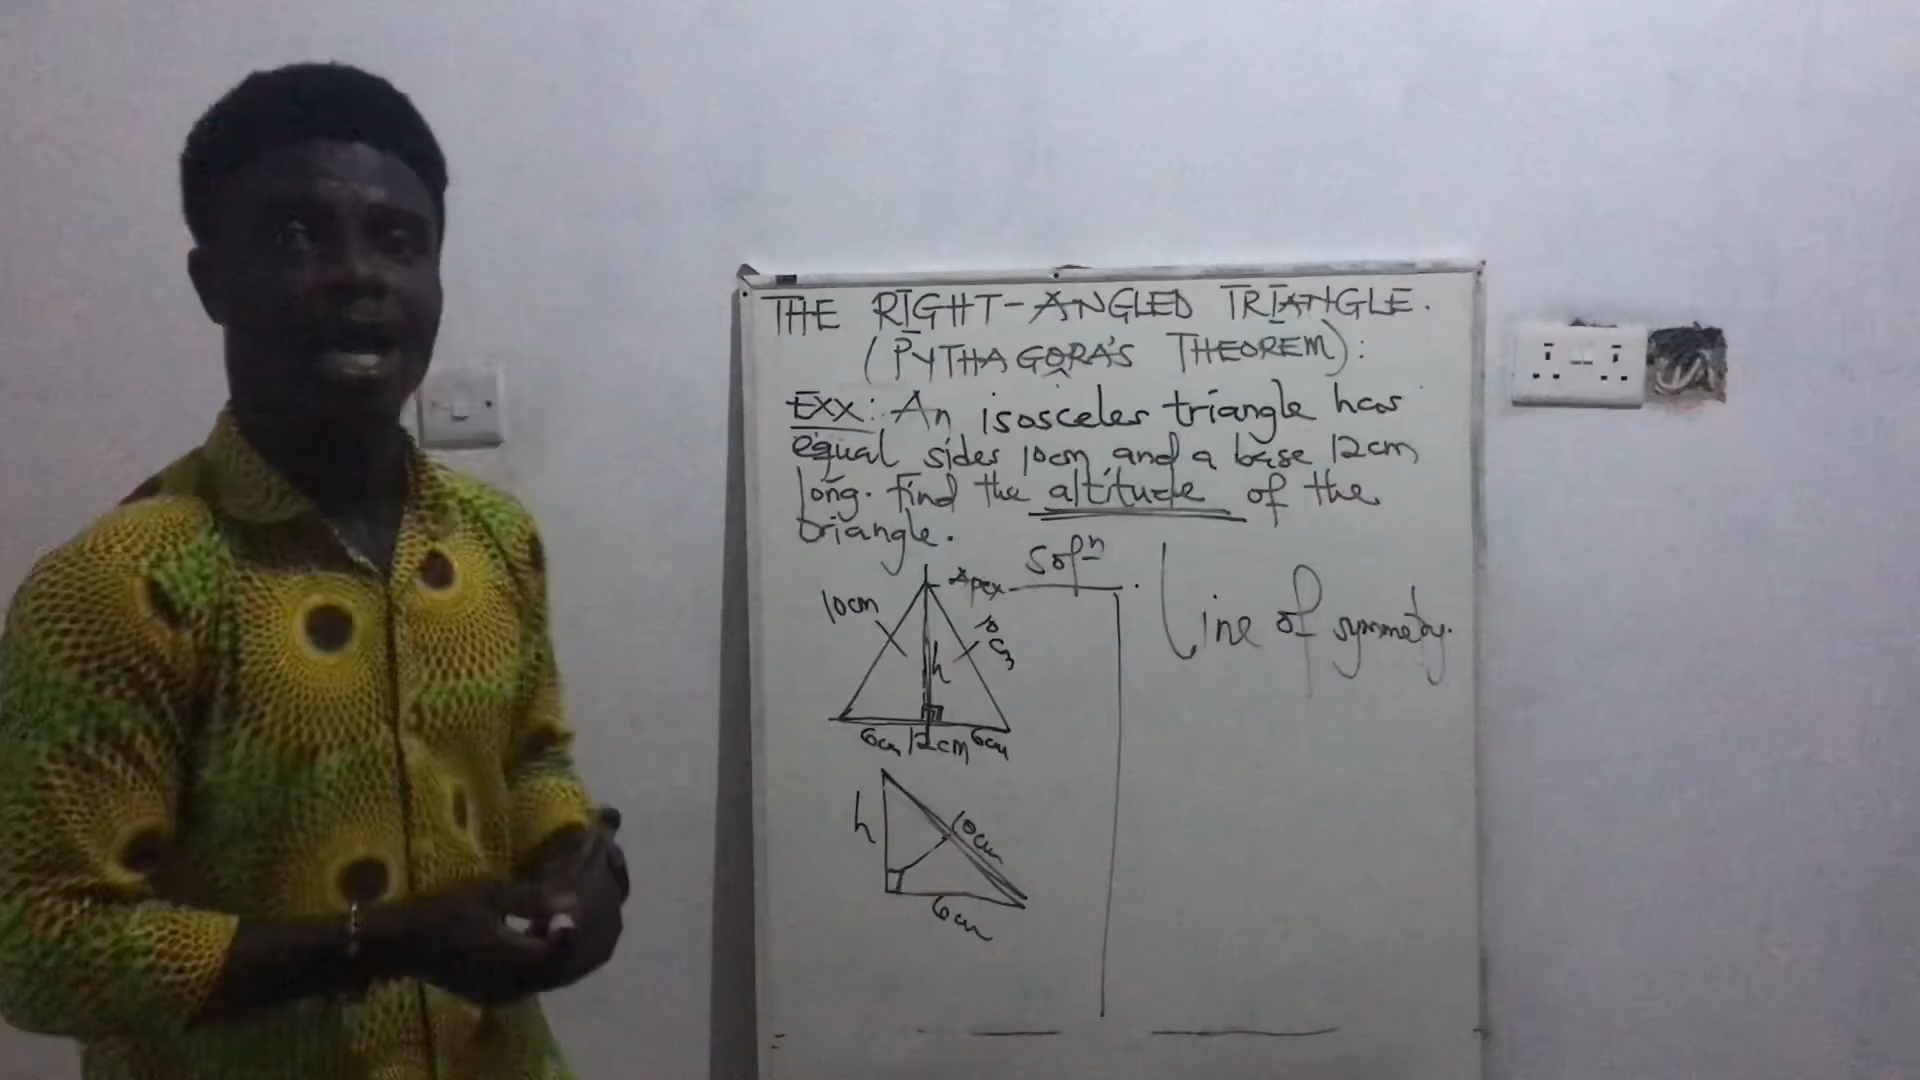 THE RIGHT-ANGLED TRIANGLE.
(PYTHAGORA'S THEOREM):
Exx: An isosceles triangle has
equal sides 10cm and a base 12cm
long. Find the altitude of the
triangle.
Sol n
Apex
Line of symmetry.
10cm
10cm
h
6cm 12cm 6cm
h
10cm
6cm